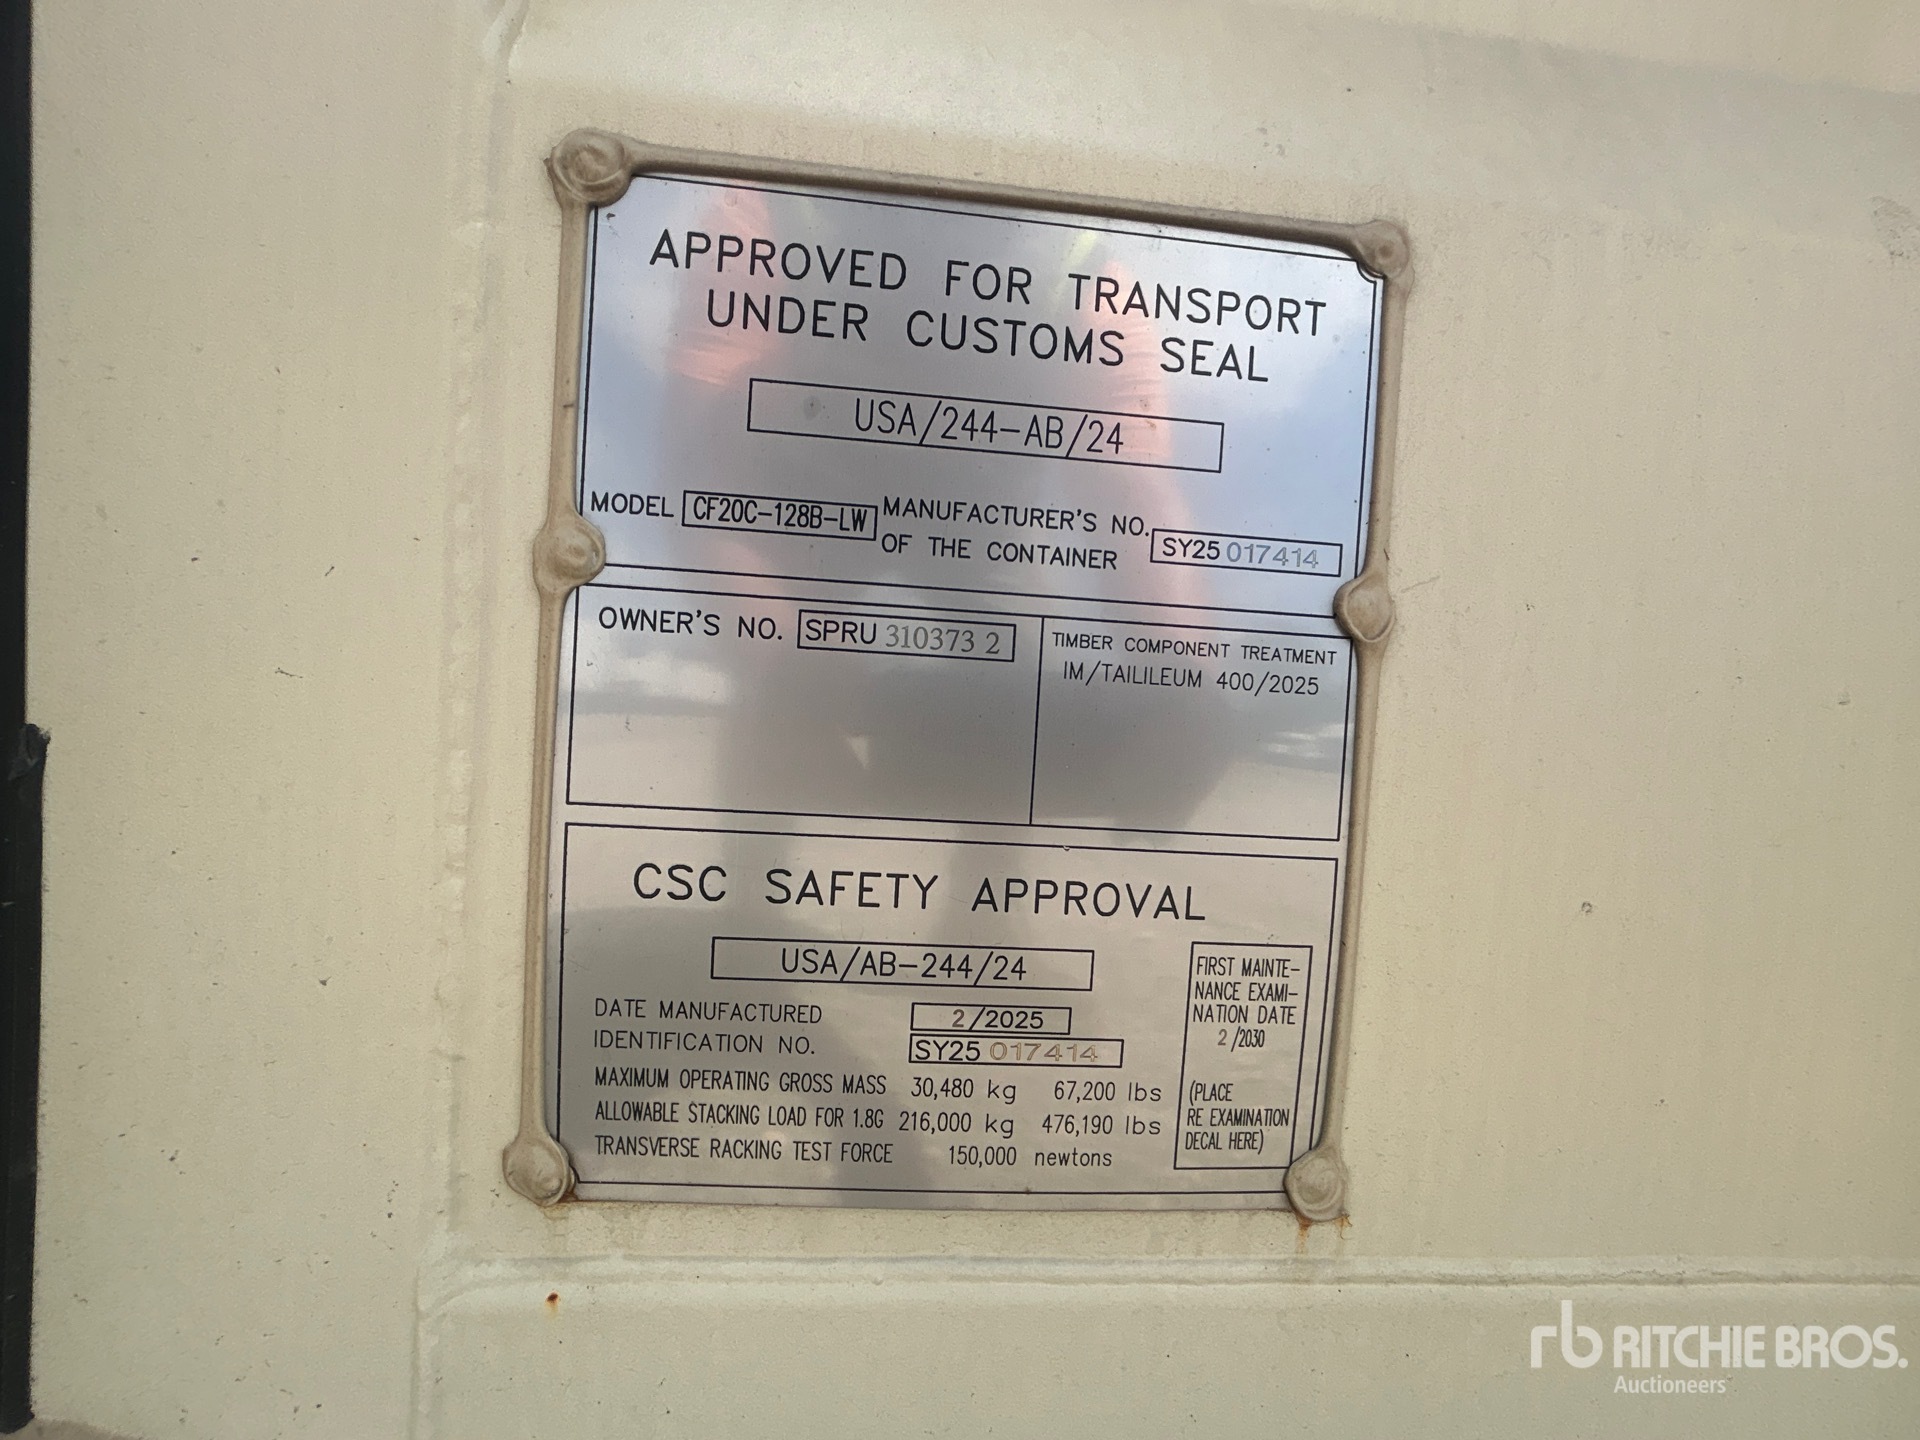 APPROVED FOR TRANSPORT
UNDER CUSTOMS SEAL
USA/244-AB/24
MODEL CF20C-128B-LW MANUFACTURER'S NO. OF THE CONTAINER SY25 017414
OWNER'S NO. SPRU 310373 2
TIMBER COMPONENT TREATMENT
IM/TAILILEUM 400/2025
CSC SAFETY APPROVAL
USA/AB-244/24
DATE MANUFACTURED 2/2025
IDENTIFICATION NO. SY25 017414
MAXIMUM OPERATING GROSS MASS 30,480 kg 67,200 lbs
ALLOWABLE STACKING LOAD FOR 1.8G 216,000 kg 476,190 lbs
TRANSVERSE RACKING TEST FORCE 150,000 newtons
FIRST MAINTE-
NANCE EXAMI-
NATION DATE
2/2030
(PLACE
RE EXAMINATION
DECAL HERE)
rb RITCHIE BROS.
Auctioneers